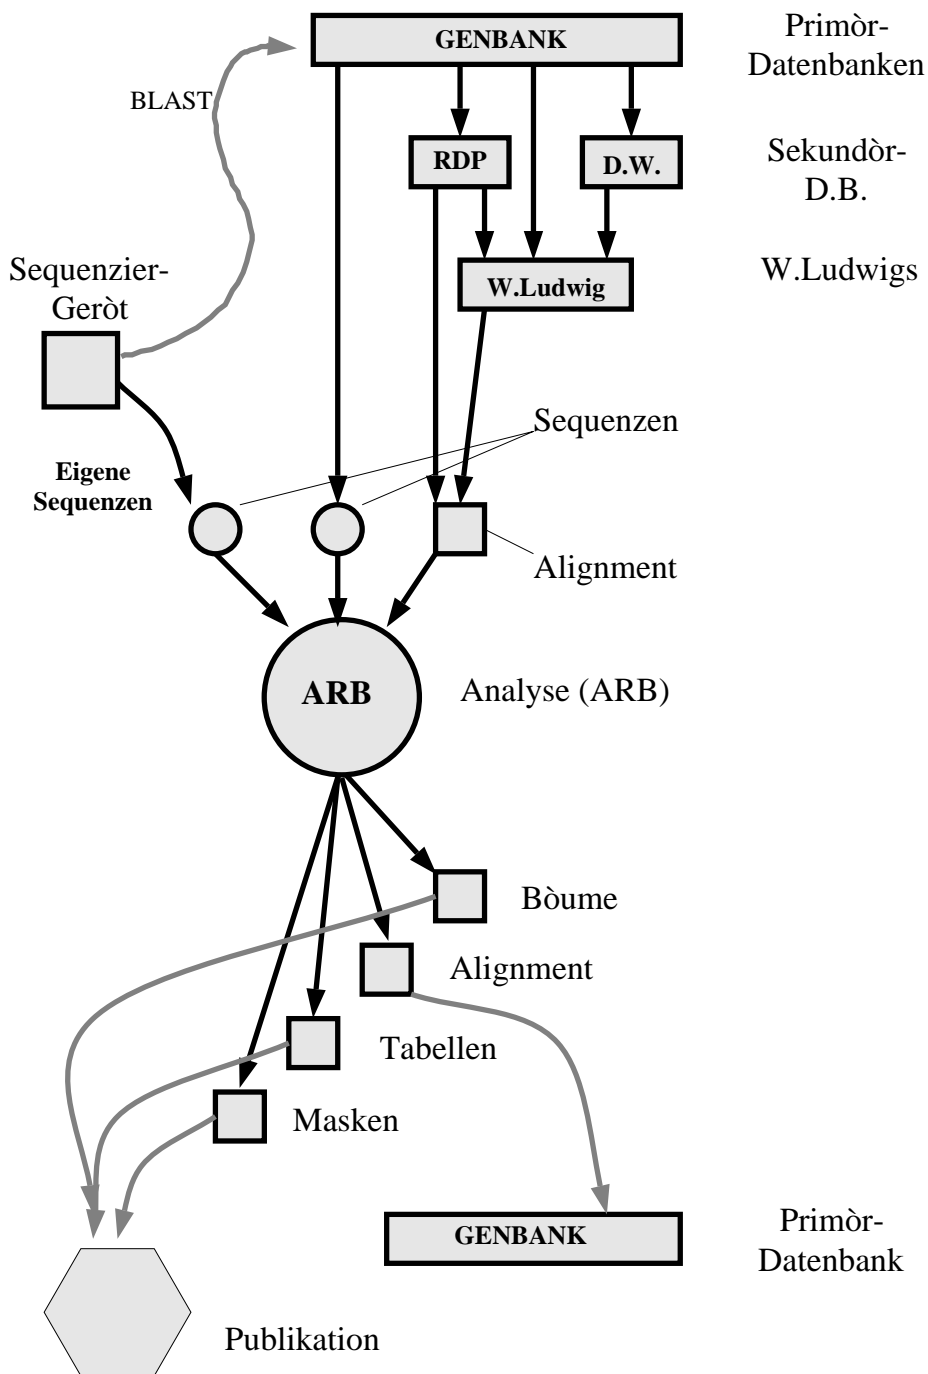 GENBANK
Primòr-
Datenbanken
BLAST
RDP
D.W.
Sekundòr-
D.B.
Sequenzier-
Geròt
W.Ludwig
W.Ludwigs
Sequenzen
Eigene
Sequenzen
Alignment
ARB
Analyse (ARB)
Bòume
Alignment
Tabellen
Masken
GENBANK
Primòr-
Datenbank
Publikation